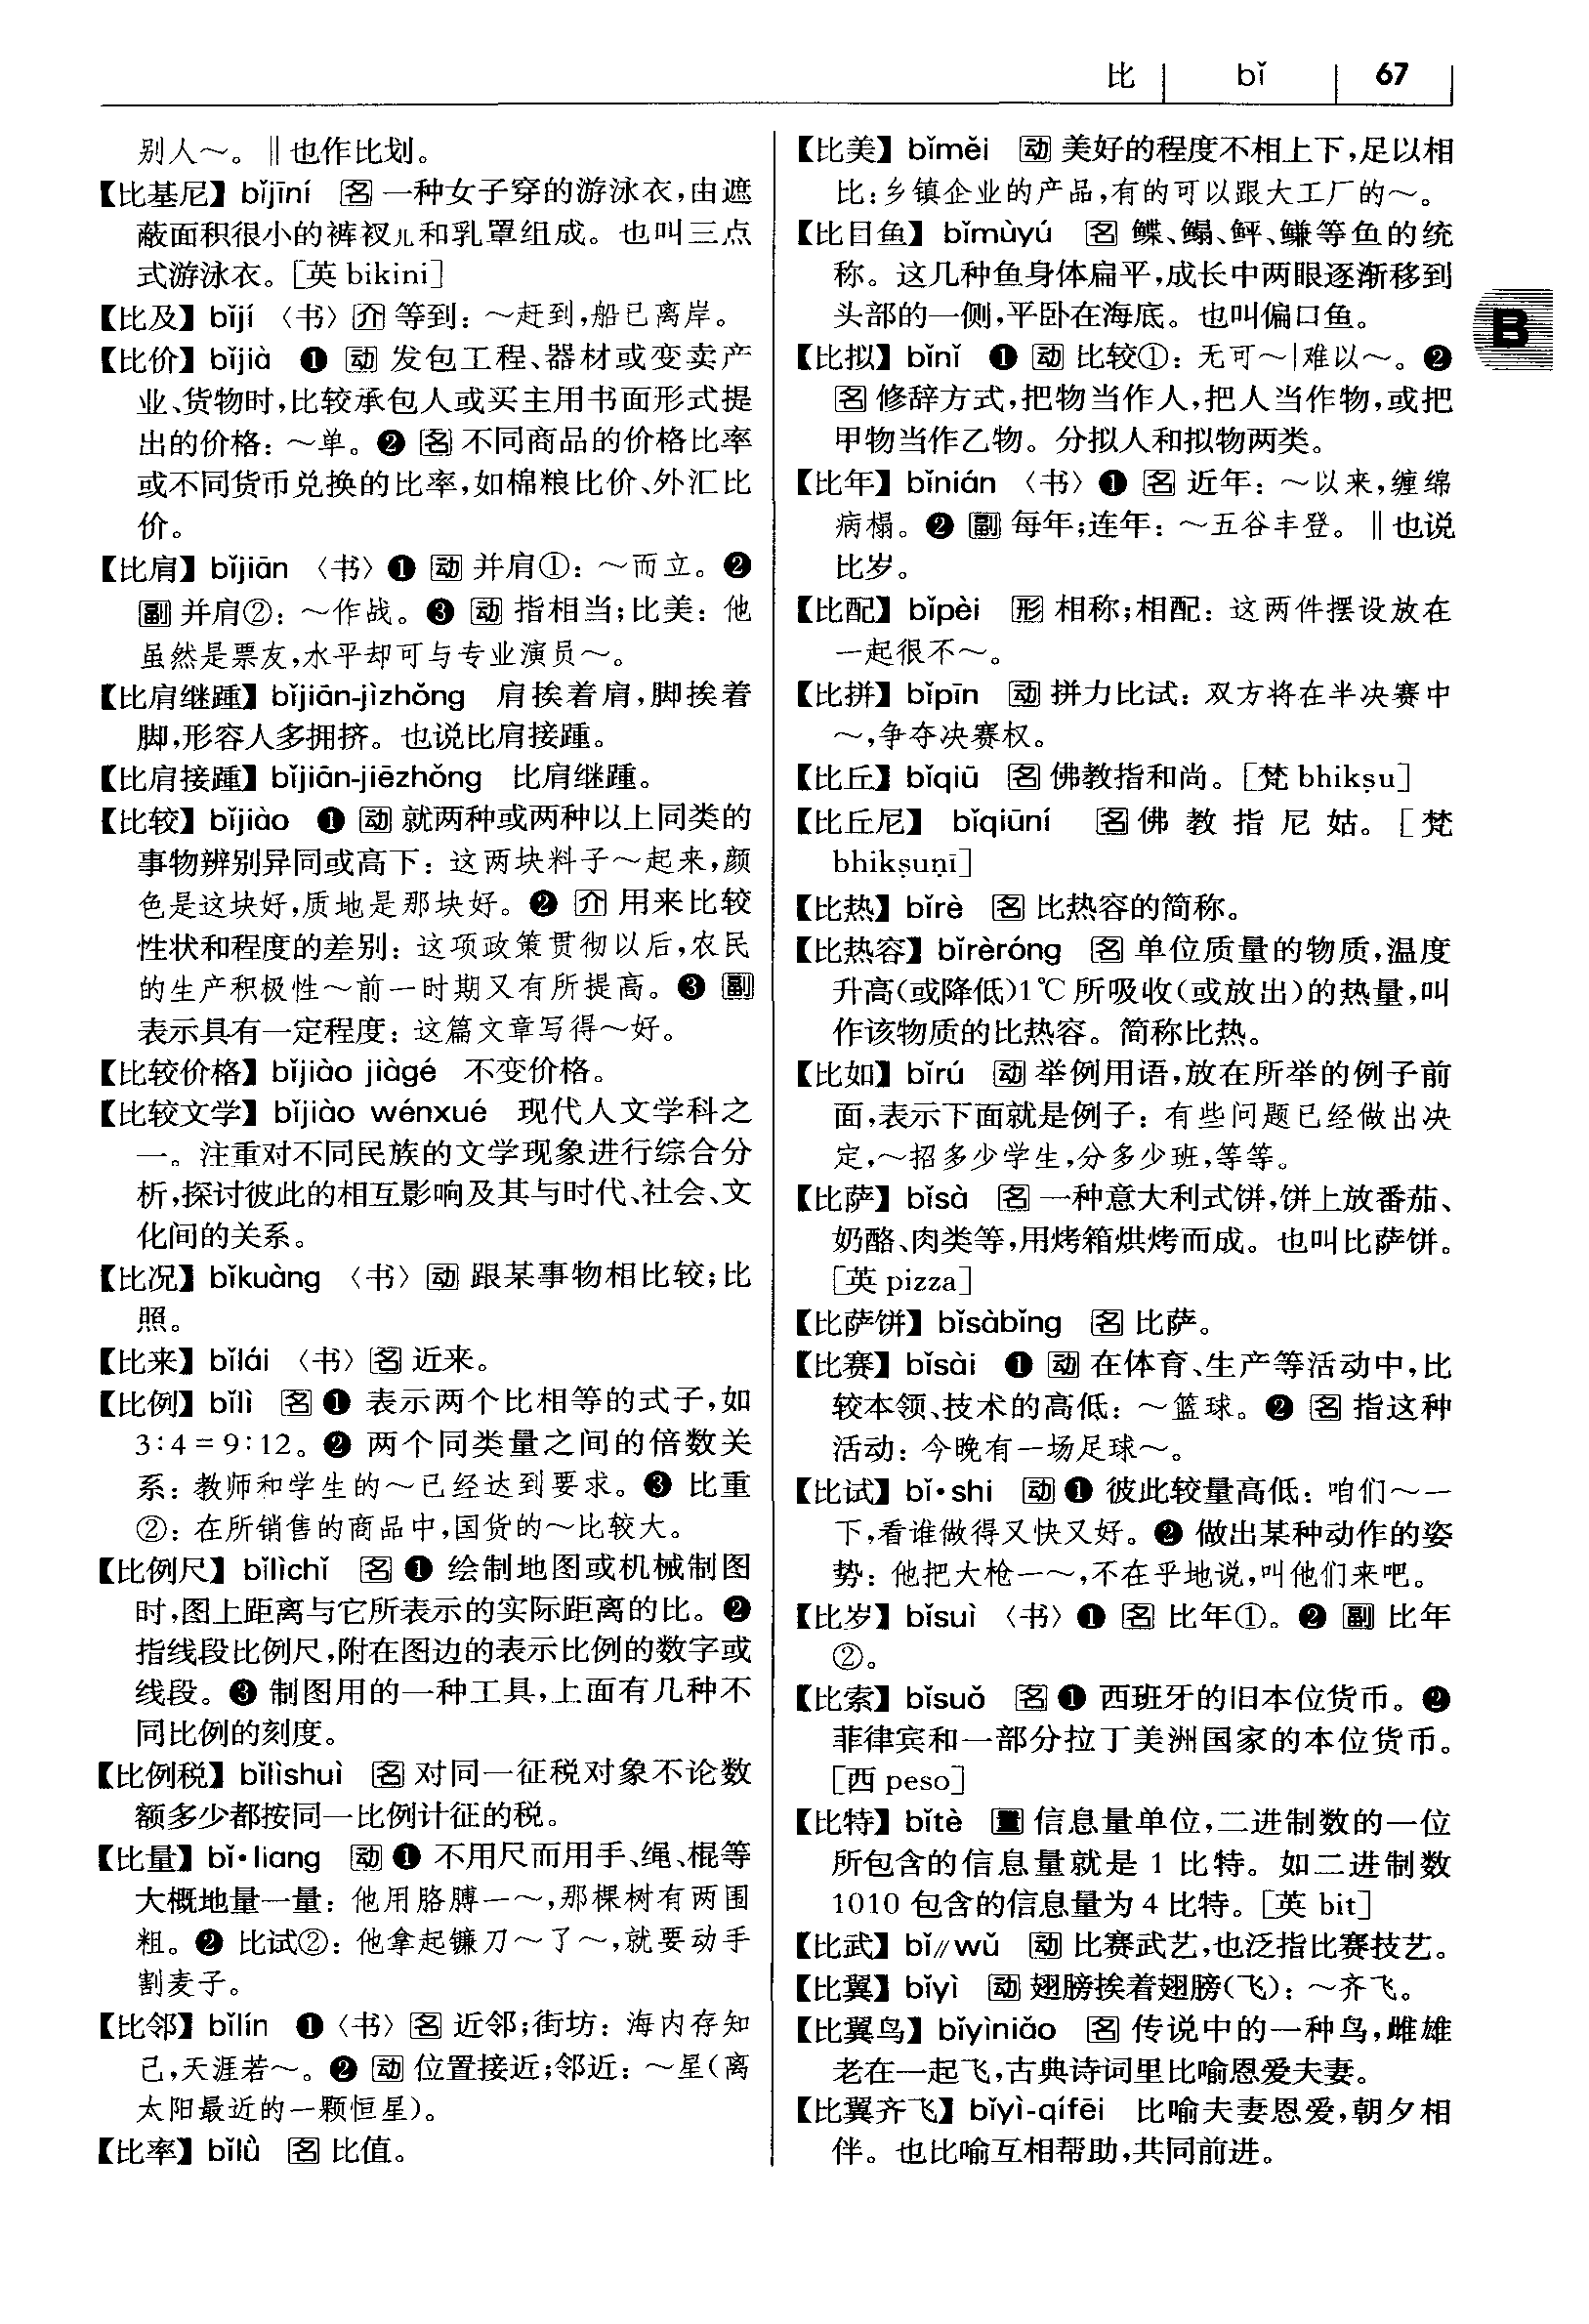 比 bǐ 67
别人～。‖也作比划。
【比基尼】bǐjīní 名 一种女子穿的游泳衣，由遮
蔽面积很小的裤衩儿和乳罩组成。也叫三点
式游泳衣。［英 bikini］
【比及】bǐjí 〈书〉介 等到：～赶到，船已离岸。
【比价】bǐjià ❶ 动 发包工程、器材或变卖产
业、货物时，比较承包人或买主用书面形式提
出的价格：～单。❷ 名 不同商品的价格比率
或不同货币兑换的比率，如棉粮比价、外汇比
价。
【比肩】bǐjiān 〈书〉❶ 动 并肩①：～而立。❷
副 并肩②：～作战。❸ 动 指相当；比美：他
虽然是票友，水平却可与专业演员～。
【比肩继踵】bǐjiān-jìzhǒng 肩挨着肩，脚挨着
脚，形容人多拥挤。也说比肩接踵。
【比肩接踵】bǐjiān-jiēzhǒng 比肩继踵。
【比较】bǐjiào ❶ 动 就两种或两种以上同类的
事物辨别异同或高下：这两块料子～起来，颜
色是这块好，质地是那块好。❷ 介 用来比较
性状和程度的差别：这项政策贯彻以后，农民
的生产积极性～前一时期又有所提高。❸ 副
表示具有一定程度：这篇文章写得～好。
【比较价格】bǐjiào jiàgé 不变价格。
【比较文学】bǐjiào wénxué 现代人文学科之
一。注重对不同民族的文学现象进行综合分
析，探讨彼此的相互影响及其与时代、社会、文
化间的关系。
【比况】bǐkuàng 〈书〉动 跟某事物相比较；比
照。
【比来】bǐlái 〈书〉名 近来。
【比例】bǐlì 名 ❶ 表示两个比相等的式子，如
3∶4＝9∶12。❷ 两个同类量之间的倍数关
系：教师和学生的～已经达到要求。❸ 比重
②：在所销售的商品中，国货的～比较大。
【比例尺】bǐlìchǐ 名 ❶ 绘制地图或机械制图
时，图上距离与它所表示的实际距离的比。❷
指线段比例尺，附在图边的表示比例的数字或
线段。❸ 制图用的一种工具，上面有几种不
同比例的刻度。
【比例税】bǐlìshuì 名 对同一征税对象不论数
额多少都按同一比例计征的税。
【比量】bǐ·liang 动 ❶ 不用尺而用手、绳、棍等
大概地量一量：他用胳膊一～，那棵树有两围
粗。❷ 比试②：他拿起镰刀～了～，就要动手
割麦子。
【比邻】bǐlín ❶〈书〉名 近邻；街坊：海内存知
己，天涯若～。❷ 动 位置接近；邻近：～星（离
太阳最近的一颗恒星）。
【比率】bǐlǜ 名 比值。
【比美】bǐměi 动 美好的程度不相上下，足以相
比：乡镇企业的产品，有的可以跟大工厂的～。
【比目鱼】bǐmùyú 名 鲽、鳎、鲆、鳒等鱼的统
称。这几种鱼身体扁平，成长中两眼逐渐移到
头部的一侧，平卧在海底。也叫偏口鱼。
B
【比拟】bǐnǐ ❶ 动 比较①：无可～|难以～。❷
名 修辞方式，把物当作人，把人当作物，或把
甲物当作乙物。分拟人和拟物两类。
【比年】bǐnián 〈书〉❶ 名 近年：～以来，缠绵
病榻。❷ 副 每年；连年：～五谷丰登。‖也说
比岁。
【比配】bǐpèi 形 相称；相配：这两件摆设放在
一起很不～。
【比拼】bǐpīn 动 拼力比试：双方将在半决赛中
～，争夺决赛权。
【比丘】bǐqiū 名 佛教指和尚。［梵 bhikṣu］
【比丘尼】bǐqiūní 名 佛教指尼姑。［梵
bhikṣuṇī］
【比热】bǐrè 名 比热容的简称。
【比热容】bǐrèróng 名 单位质量的物质，温度
升高（或降低）1℃所吸收（或放出）的热量，叫
作该物质的比热容。简称比热。
【比如】bǐrú 动 举例用语，放在所举的例子前
面，表示下面就是例子：有些问题已经做出决
定，～招多少学生，分多少班，等等。
【比萨】bǐsà 名 一种意大利式饼，饼上放番茄、
奶酪、肉类等，用烤箱烘烤而成。也叫比萨饼。
［英 pizza］
【比萨饼】bǐsàbǐng 名 比萨。
【比赛】bǐsài ❶ 动 在体育、生产等活动中，比
较本领、技术的高低：～篮球。❷ 名 指这种
活动：今晚有一场足球～。
【比试】bǐ·shi 动 ❶ 彼此较量高低：咱们～一
下，看谁做得又快又好。❷ 做出某种动作的姿
势：他把大枪一～，不在乎地说，叫他们来吧。
【比岁】bǐsuì 〈书〉❶ 名 比年①。❷ 副 比年
②。
【比索】bǐsuǒ 名 ❶ 西班牙的旧本位货币。❷
菲律宾和一部分拉丁美洲国家的本位货币。
［西 peso］
【比特】bǐtè 量 信息量单位，二进制数的一位
所包含的信息量就是 1 比特。如二进制数
1010 包含的信息量为 4 比特。［英 bit］
【比武】bǐ∥wǔ 动 比赛武艺，也泛指比赛技艺。
【比翼】bǐyì 动 翅膀挨着翅膀（飞）：～齐飞。
【比翼鸟】bǐyìniǎo 名 传说中的一种鸟，雌雄
老在一起飞，古典诗词里比喻恩爱夫妻。
【比翼齐飞】bǐyì-qífēi 比喻夫妻恩爱，朝夕相
伴。也比喻互相帮助，共同前进。